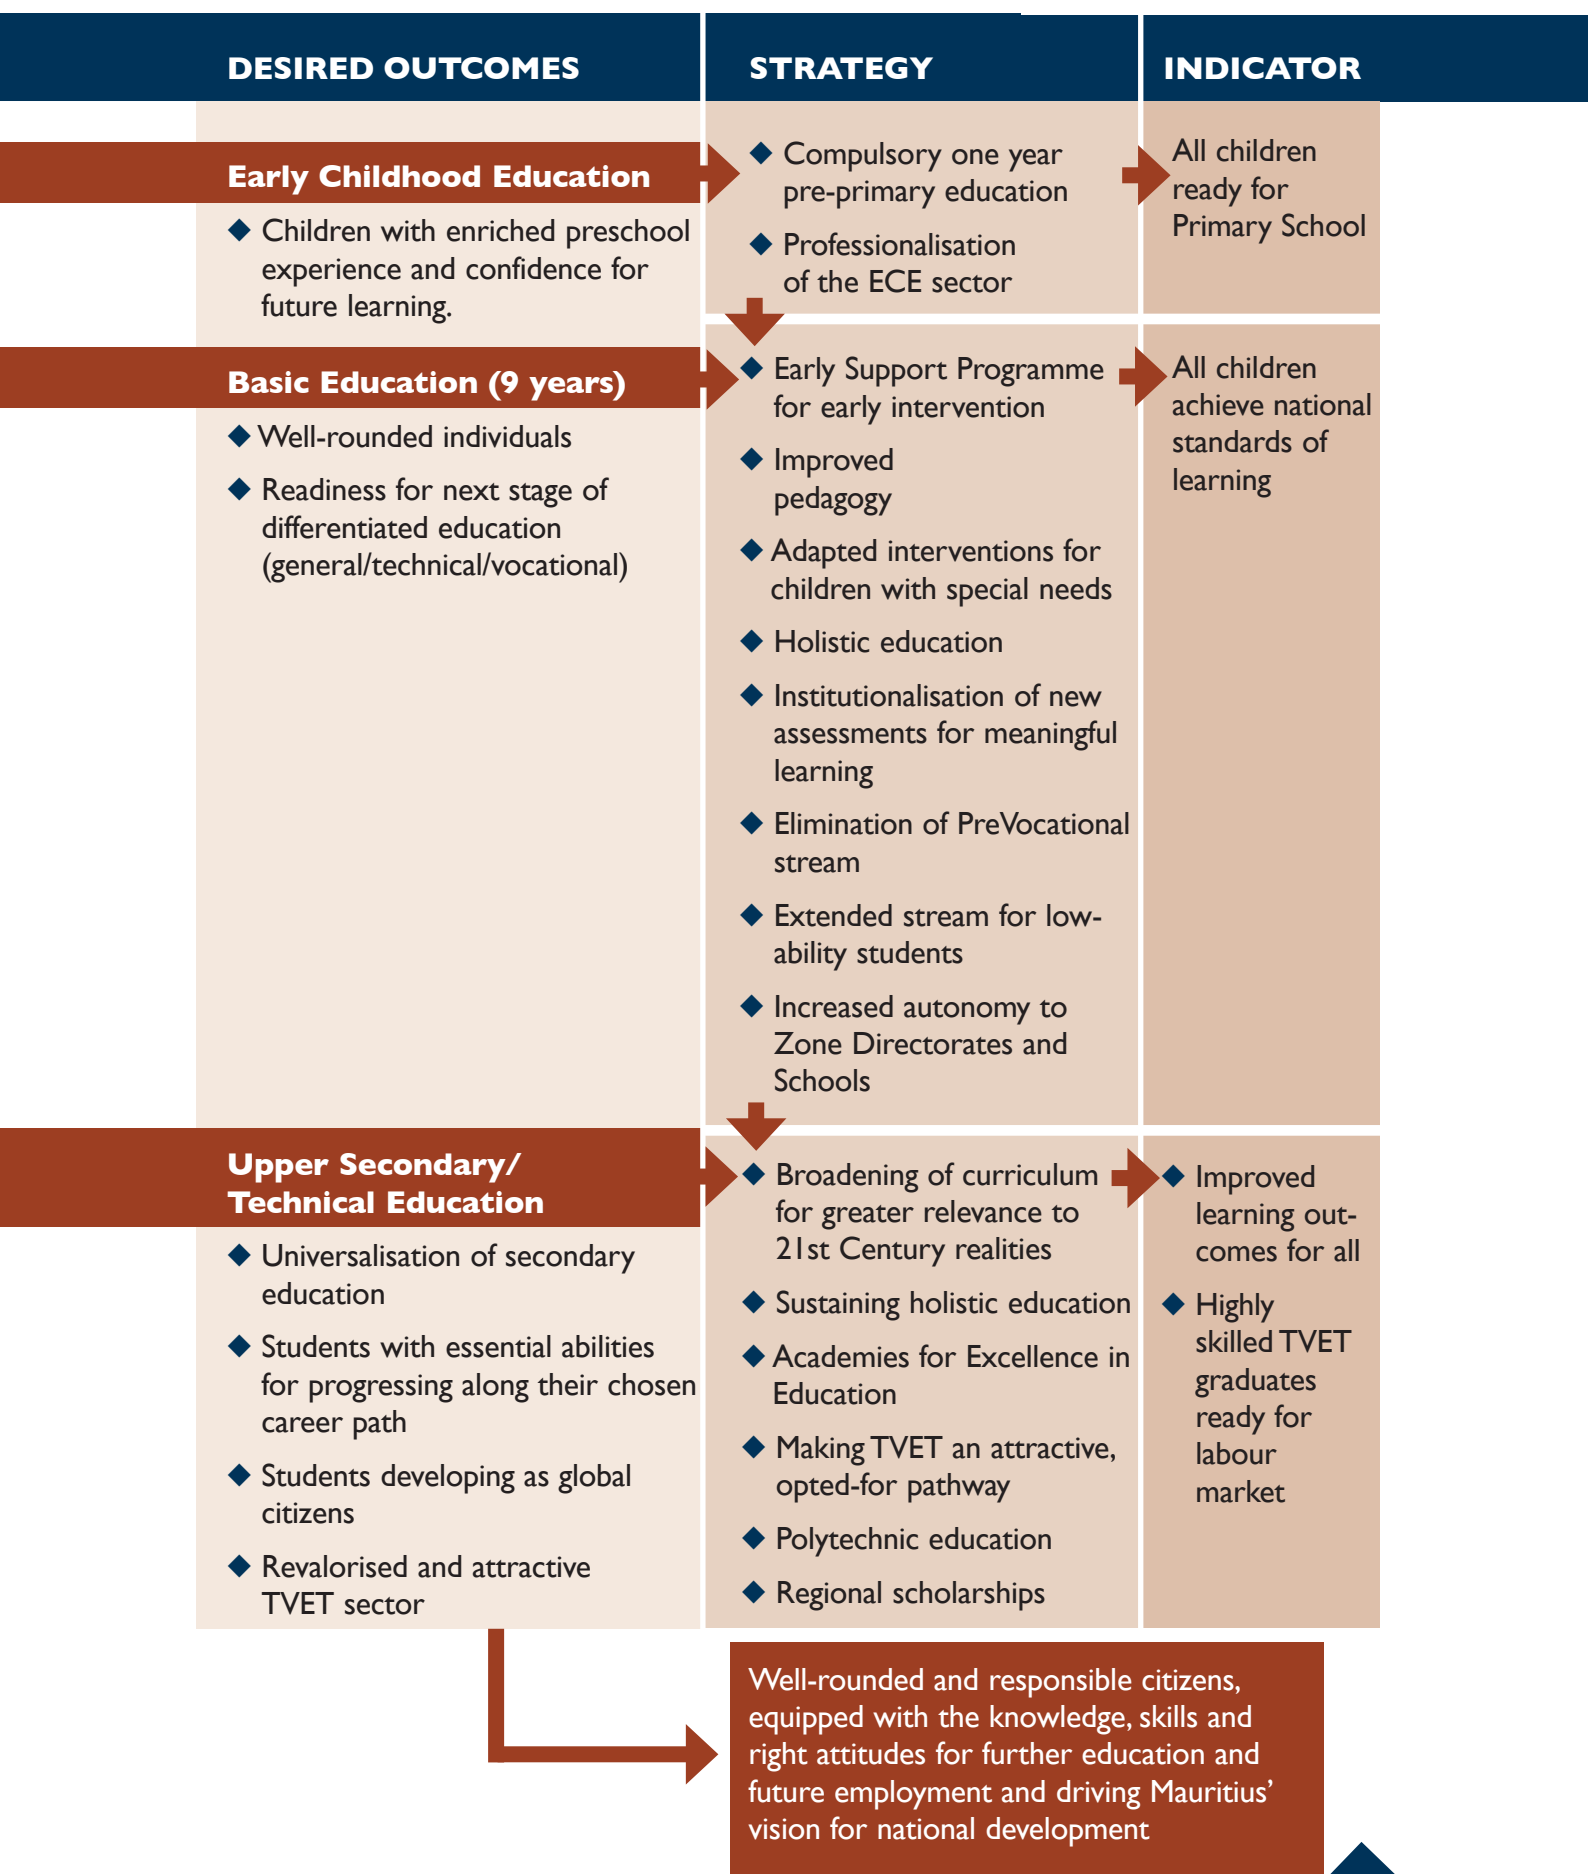 DESIRED OUTCOMES
STRATEGY
INDICATOR
Early Childhood Education
◆ Children with enriched preschool
experience and confidence for
future learning.
◆ Compulsory one year
pre-primary education
◆ Professionalisation
of the ECE sector
All children
ready for
Primary School
Basic Education (9 years)
◆ Well-rounded individuals
◆ Readiness for next stage of
differentiated education
(general/technical/vocational)
◆ Early Support Programme
for early intervention
◆ Improved
pedagogy
◆ Adapted interventions for
children with special needs
◆ Holistic education
◆ Institutionalisation of new
assessments for meaningful
learning
◆ Elimination of PreVocational
stream
◆ Extended stream for low-
ability students
◆ Increased autonomy to
Zone Directorates and
Schools
All children
achieve national
standards of
learning
Upper Secondary/
Technical Education
◆ Universalisation of secondary
education
◆ Students with essential abilities
for progressing along their chosen
career path
◆ Students developing as global
citizens
◆ Revalorised and attractive
TVET sector
◆ Broadening of curriculum
for greater relevance to
21st Century realities
◆ Sustaining holistic education
◆ Academies for Excellence in
Education
◆ Making TVET an attractive,
opted-for pathway
◆ Polytechnic education
◆ Regional scholarships
◆ Improved
learning out-
comes for all
◆ Highly
skilled TVET
graduates
ready for
labour
market
Well-rounded and responsible citizens,
equipped with the knowledge, skills and
right attitudes for further education and
future employment and driving Mauritius’
vision for national development